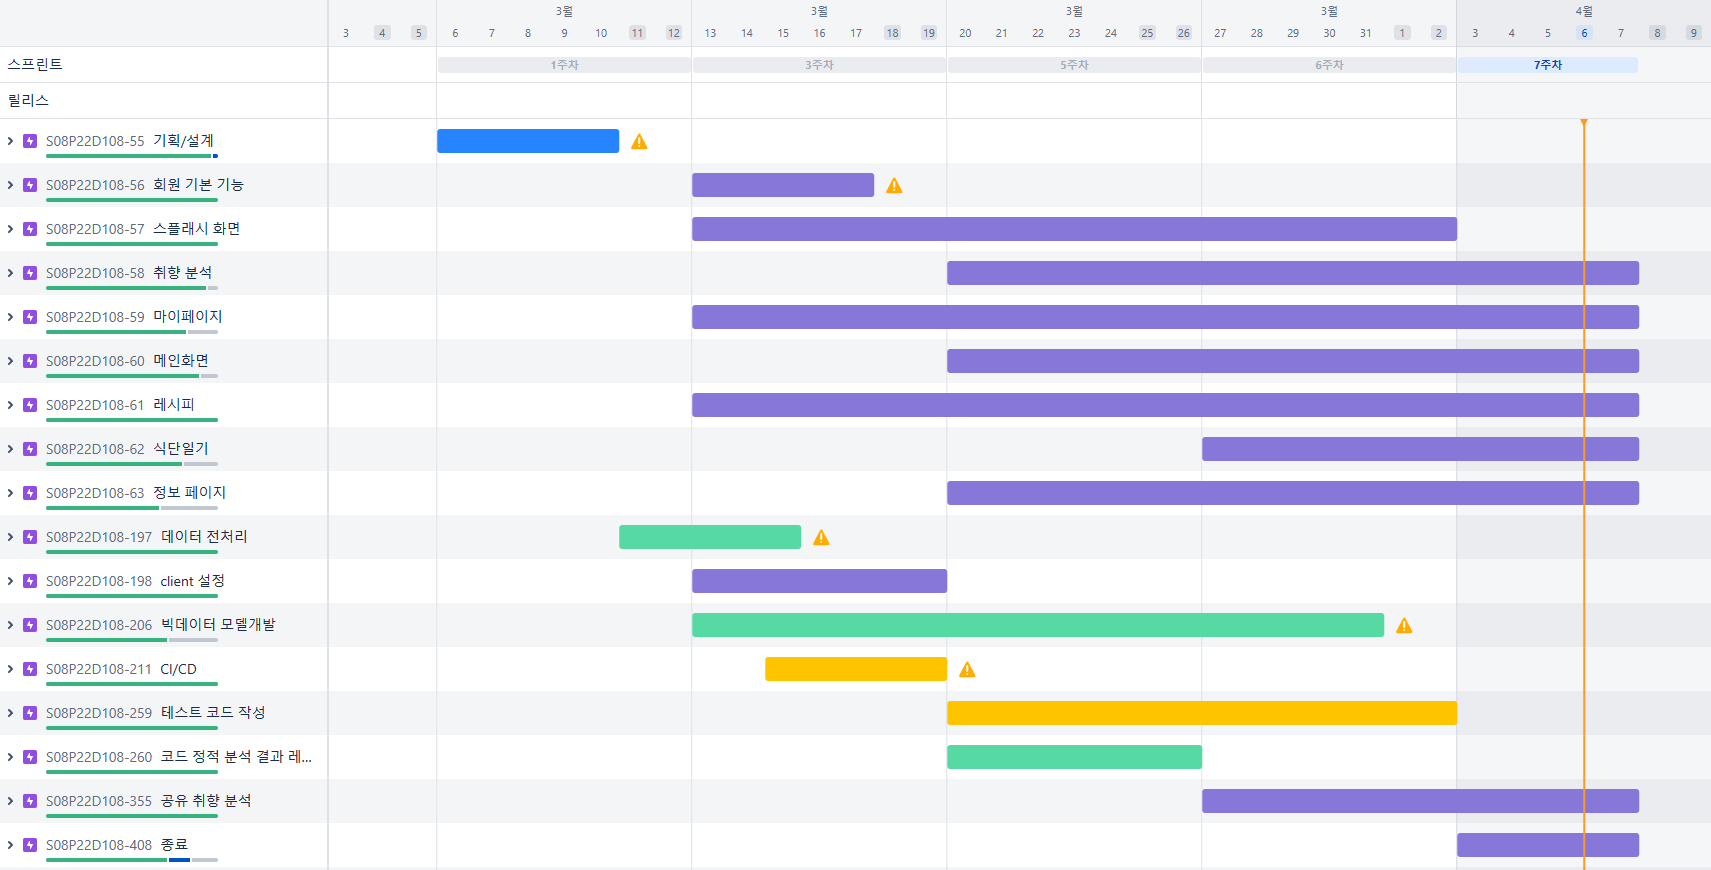 3월 3월 3월 3월 4월
3 4 5 6 7 8 9 10 11 12 13 14 15 16 17 18 19 20 21 22 23 24 25 26 27 28 29 30 31 1 2 3 4 5 6 7 8 9
스프린트 1주차 3주차 5주차 6주차 7주차
릴리스
S08P22D108-55 기획/설계
S08P22D108-56 회원 기본 기능
S08P22D108-57 스플래시 화면
S08P22D108-58 취향 분석
S08P22D108-59 마이페이지
S08P22D108-60 메인화면
S08P22D108-61 레시피
S08P22D108-62 식단일기
S08P22D108-63 정보 페이지
S08P22D108-197 데이터 전처리
S08P22D108-198 client 설정
S08P22D108-206 빅데이터 모델개발
S08P22D108-211 CI/CD
S08P22D108-259 테스트 코드 작성
S08P22D108-260 코드 정적 분석 결과 레...
S08P22D108-355 공유 취향 분석
S08P22D108-408 종료